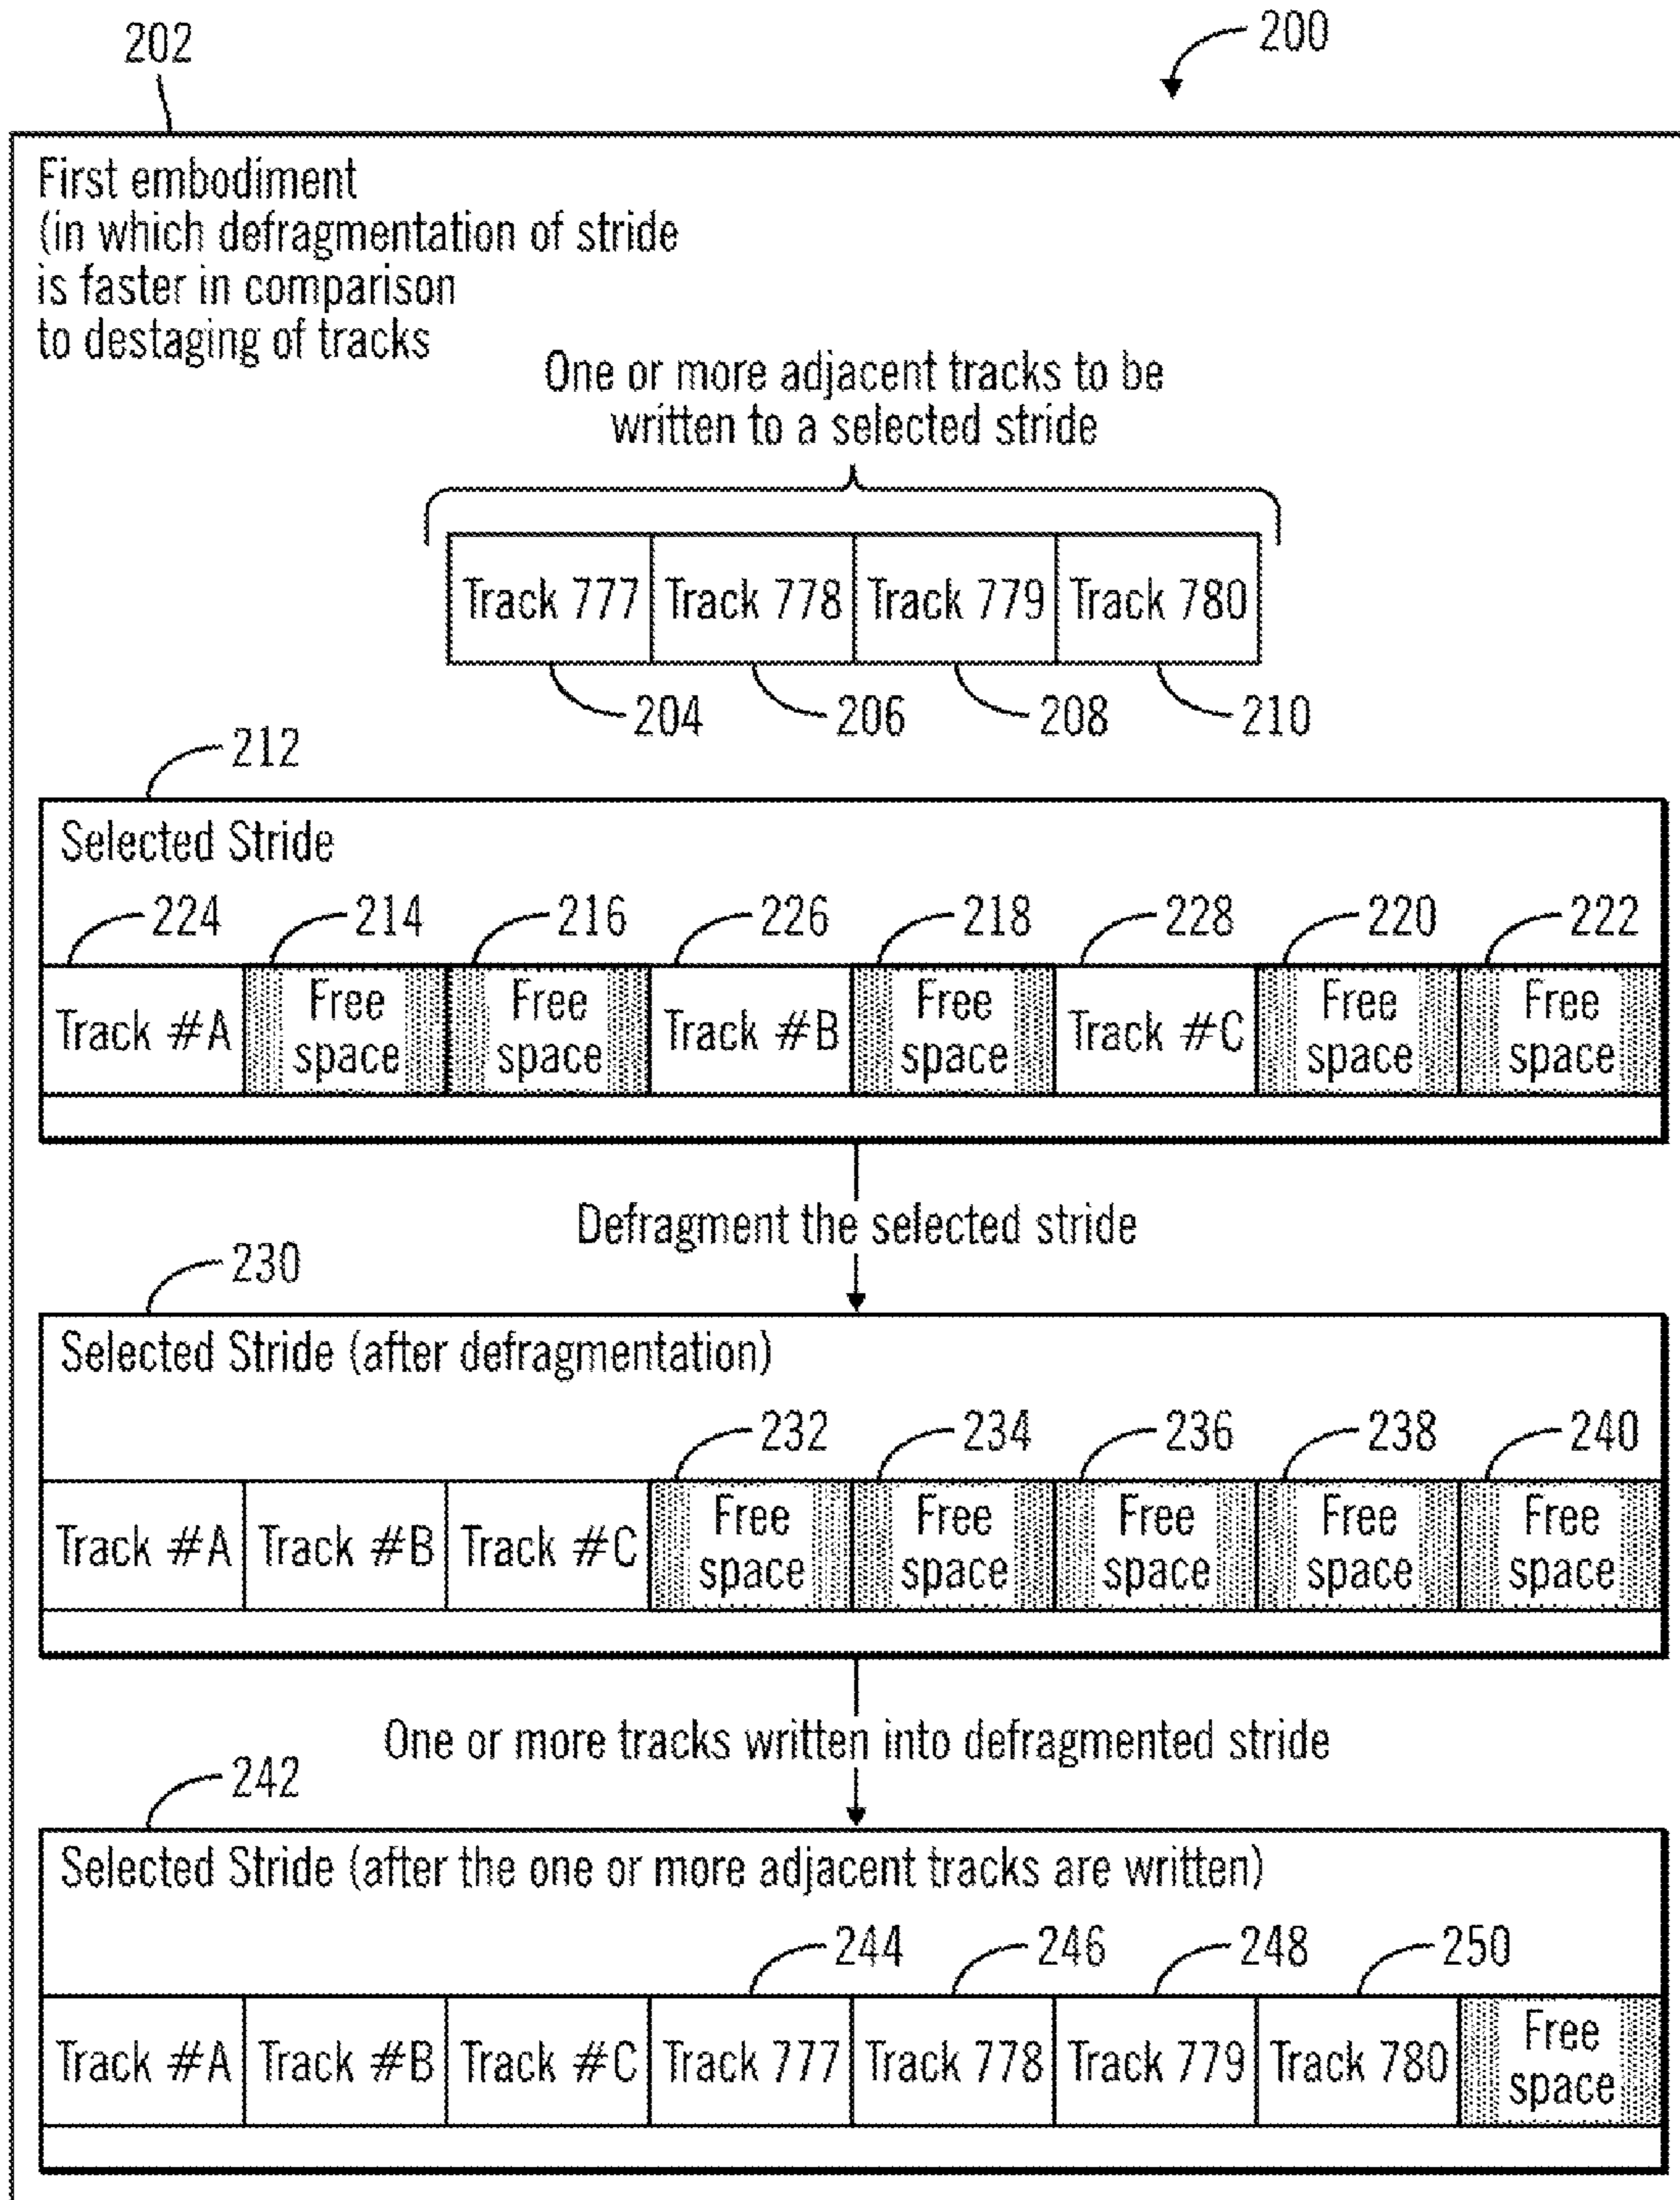 202
200
First embodiment
(in which defragmentation of stride
is faster in comparison
to destaging of tracks
One or more adjacent tracks to be
written to a selected stride
Track 777 Track 778 Track 779 Track 780
204 206 208 210
212
Selected Stride
224 214 216 226 218 228 220 222
Track #A Free space Free space Track #B Free space Track #C Free space Free space
Defragment the selected stride
230
Selected Stride (after defragmentation)
232 234 236 238 240
Track #A Track #B Track #C Free space Free space Free space Free space Free space
One or more tracks written into defragmented stride
242
Selected Stride (after the one or more adjacent tracks are written)
244 246 248 250
Track #A Track #B Track #C Track 777 Track 778 Track 779 Track 780 Free space